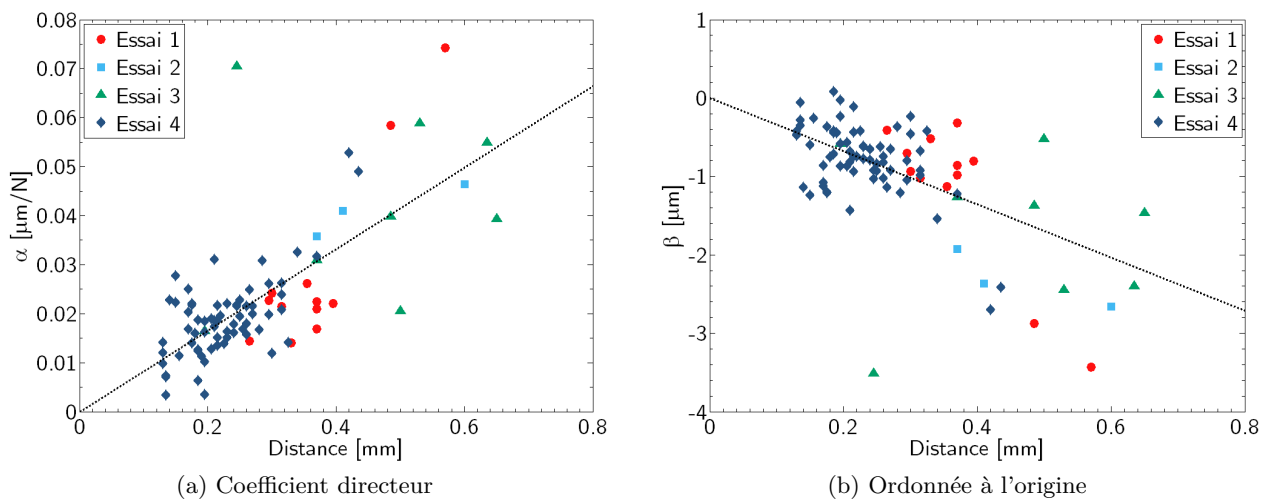 0.08
0.07
0.06
0.05
0.04
0.03
0.02
0.01
0
α [μm/N]
Essai 1
Essai 2
Essai 3
Essai 4
0 0.2 0.4 0.6 0.8
Distance [mm]
(a) Coefficient directeur
1
0
-1
-2
-3
-4
β [μm]
Essai 1
Essai 2
Essai 3
Essai 4
0 0.2 0.4 0.6 0.8
Distance [mm]
(b) Ordonnée à l'origine